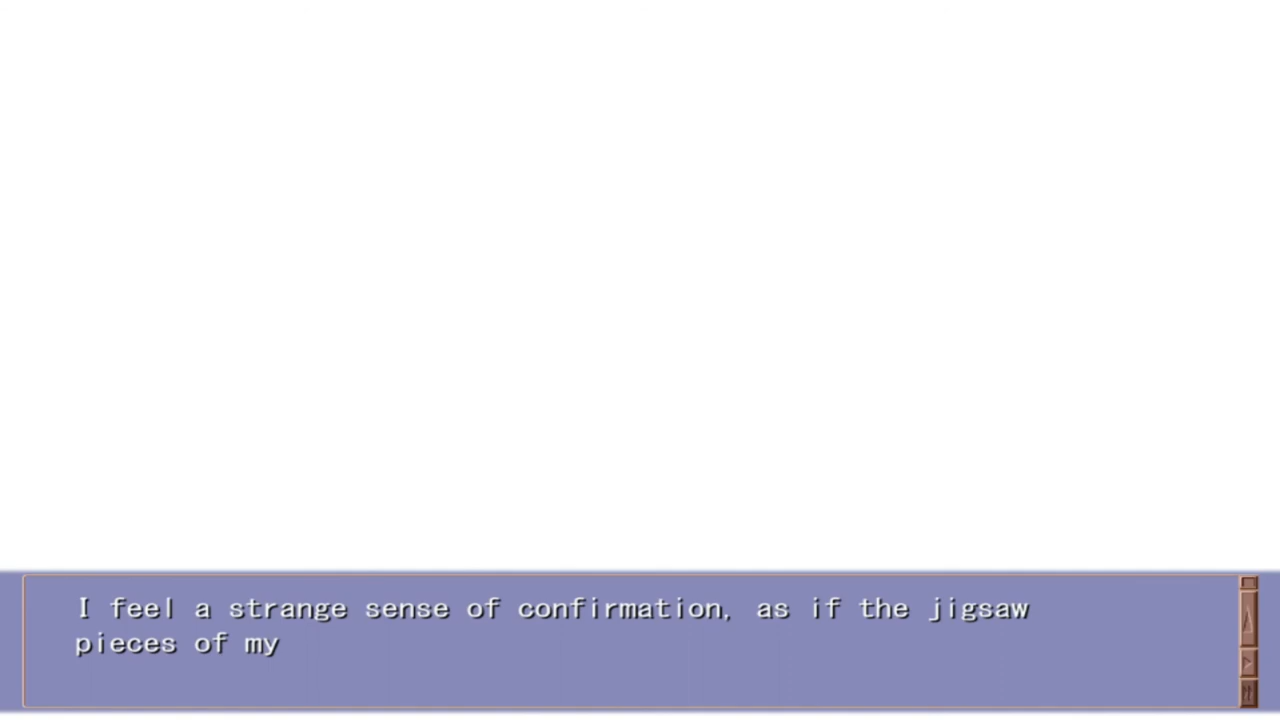 I feel a strange sense of confirmation, as if the jigsaw
pieces of my